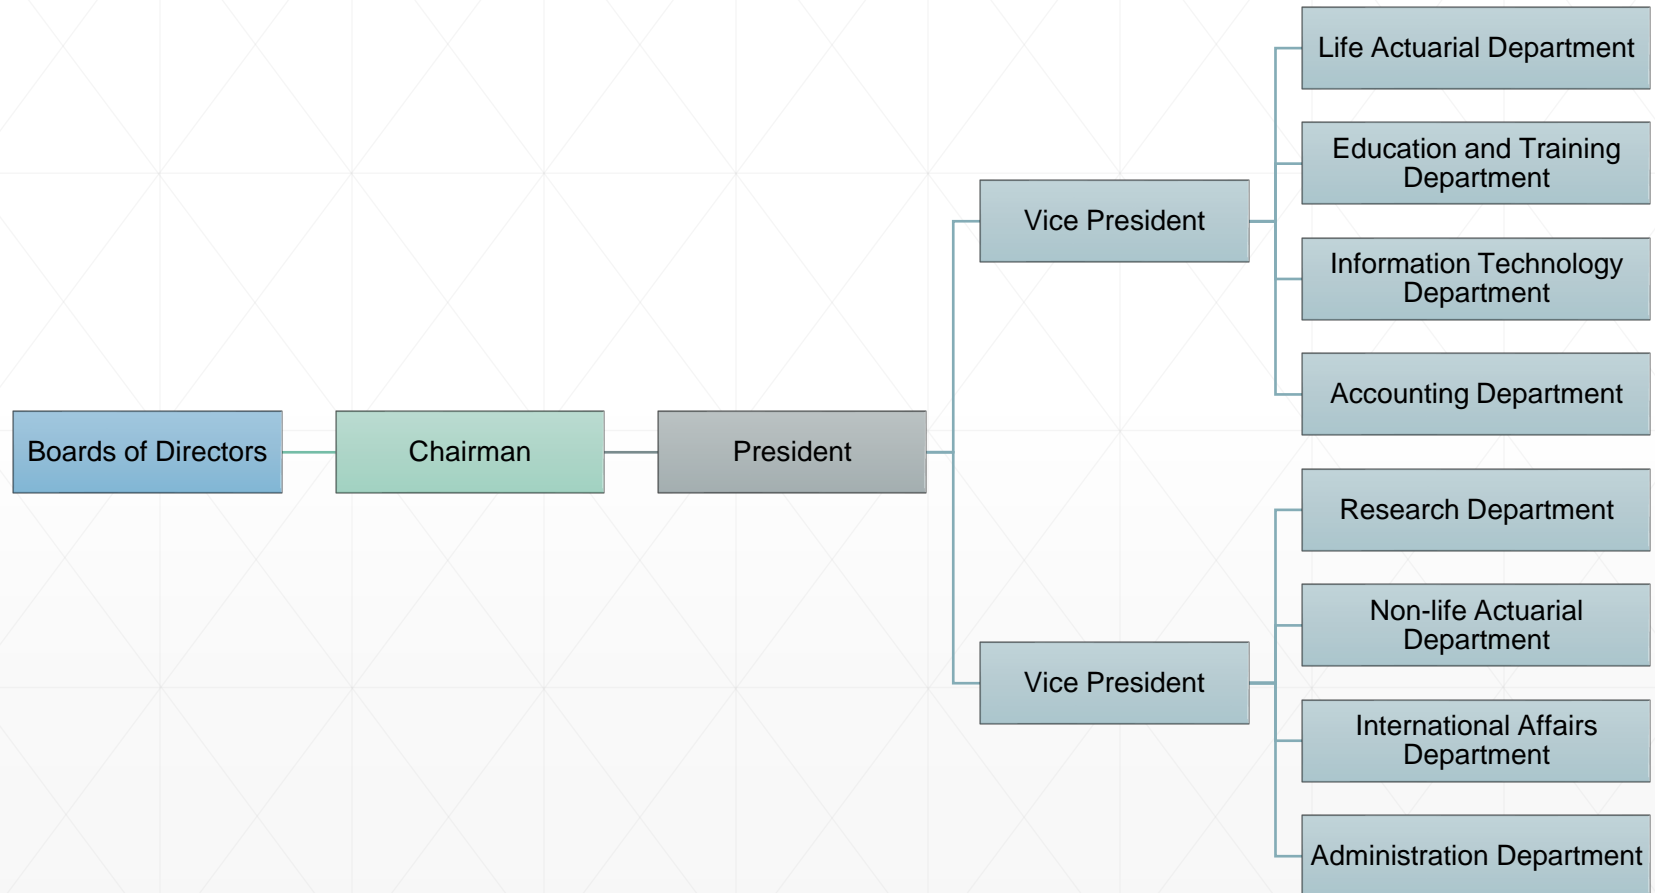 Boards of Directors
Chairman
President
Vice President
Life Actuarial Department
Education and Training
Department
Information Technology
Department
Accounting Department
Vice President
Research Department
Non-life Actuarial
Department
International Affairs
Department
Administration Department